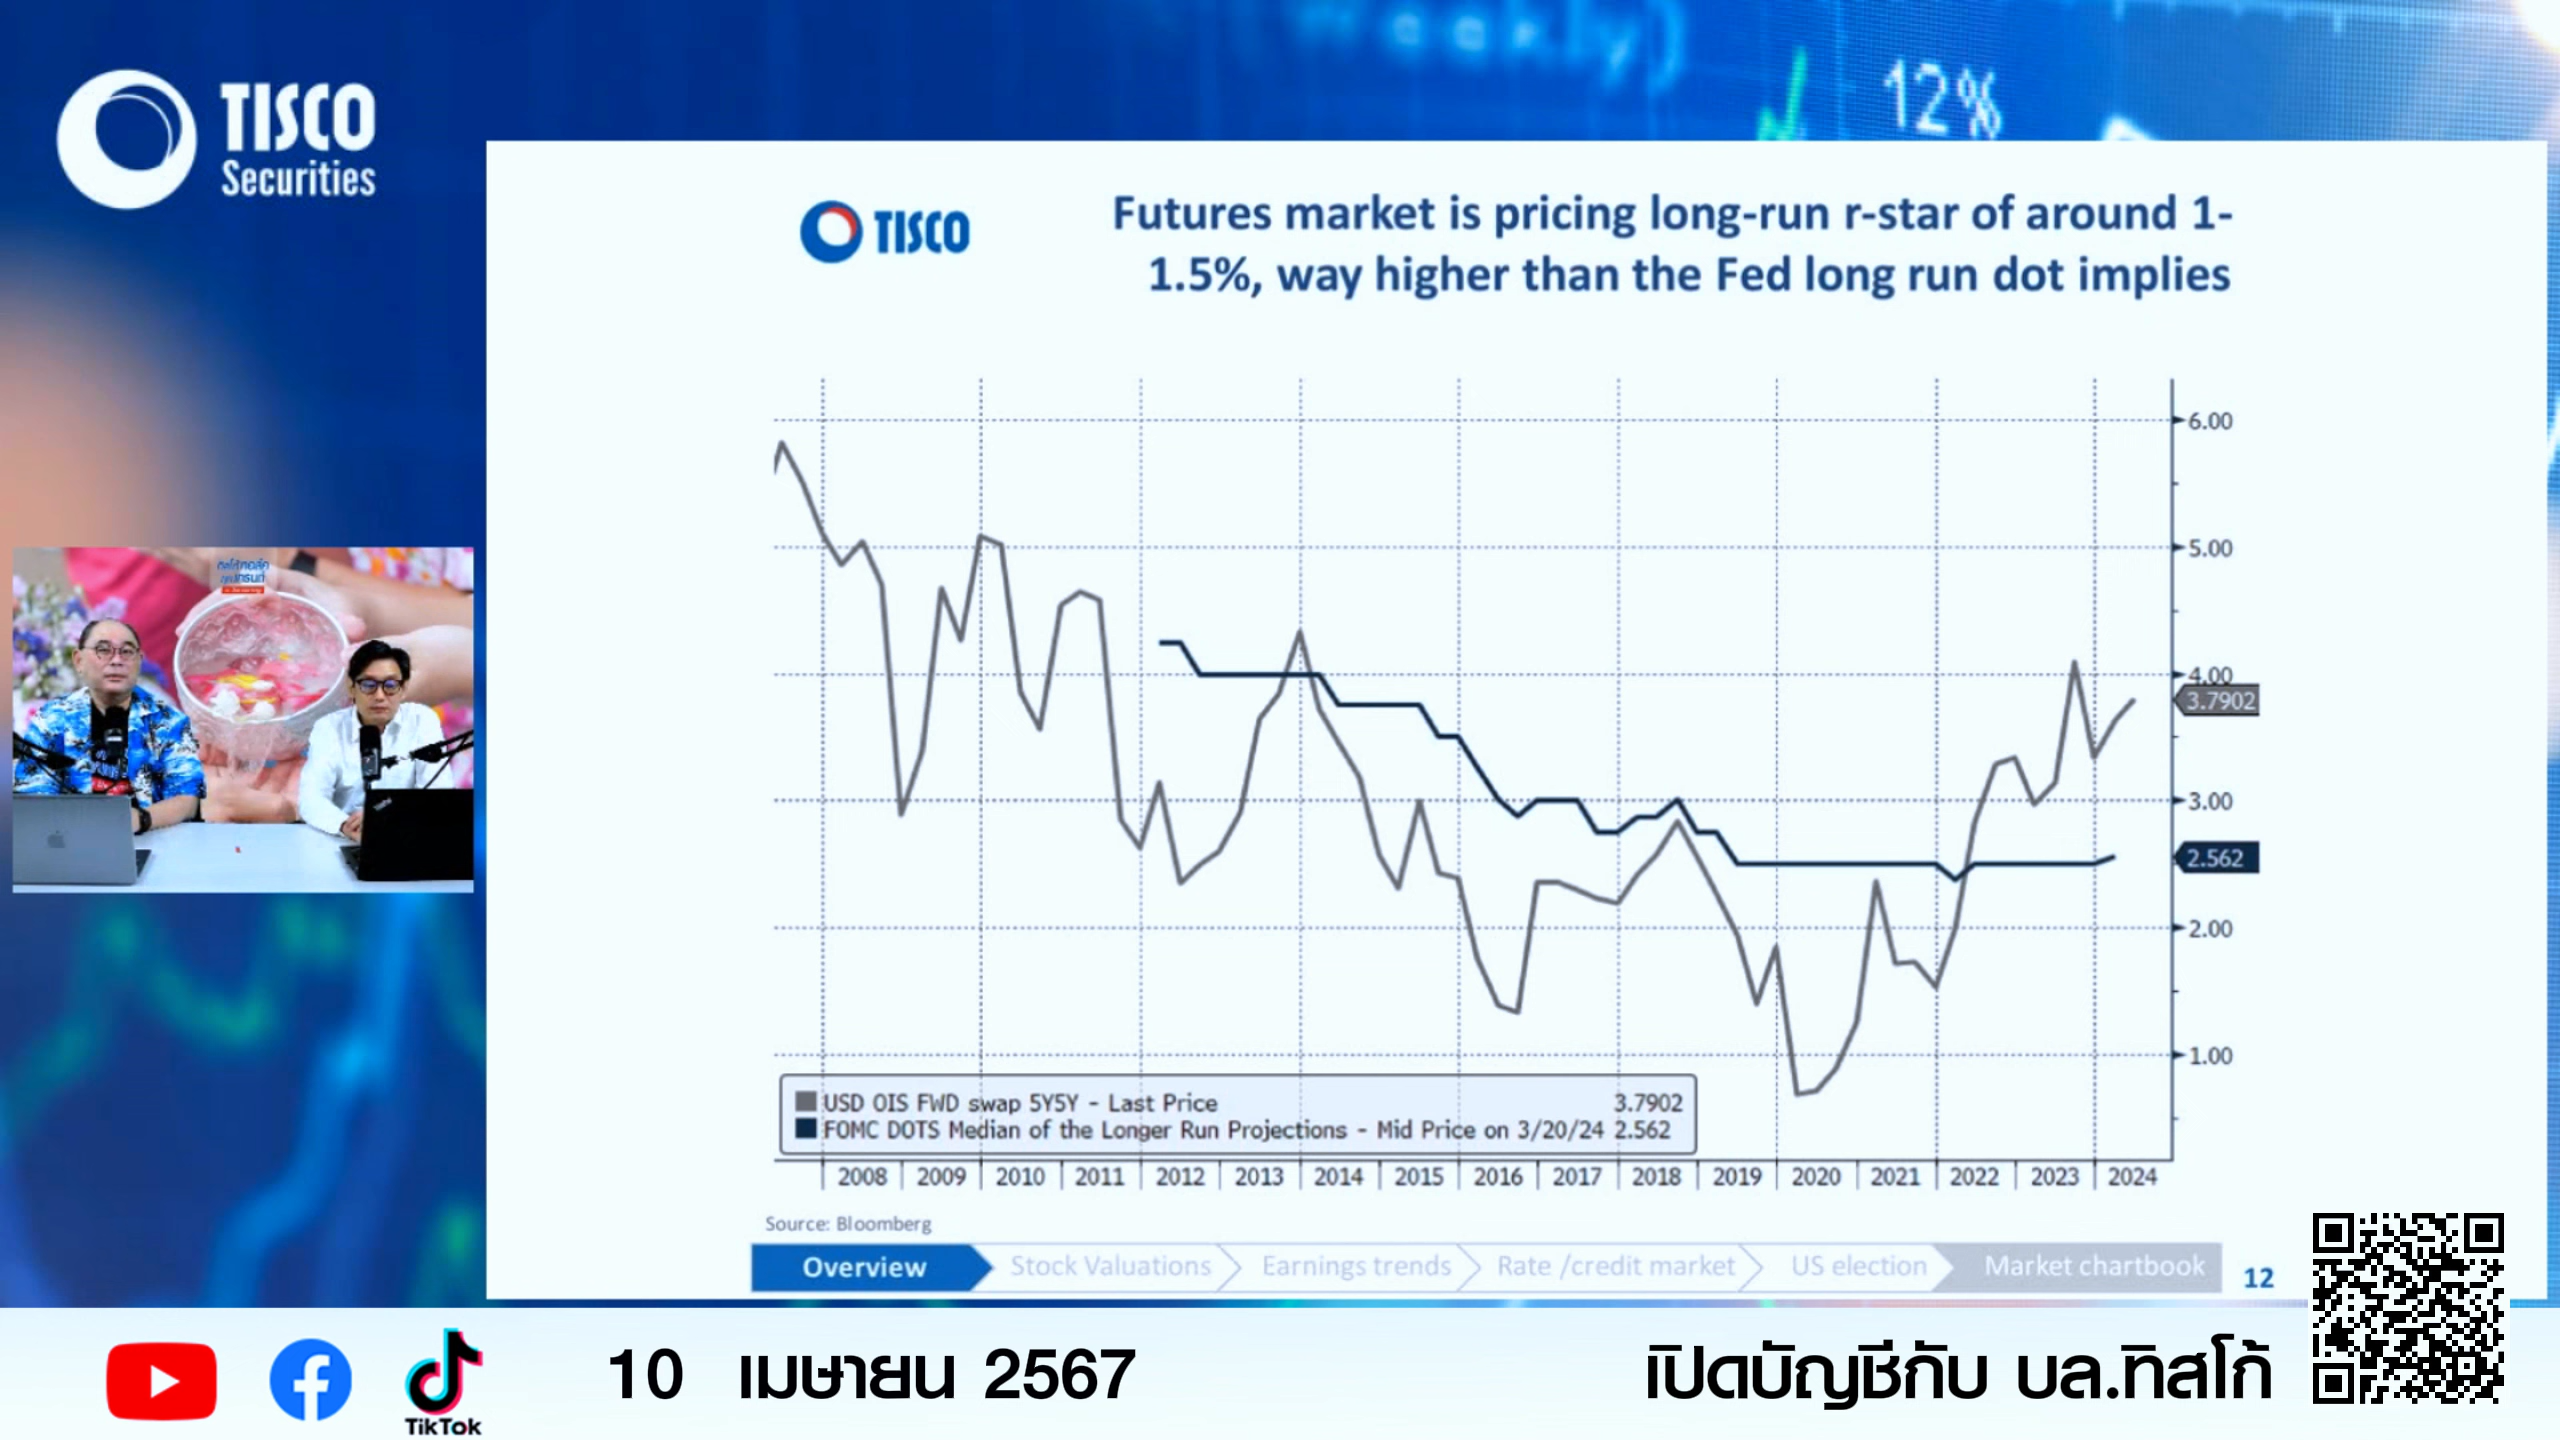 (Weekly)
12%
TISCO
Securities
TISCO
Futures market is pricing long-run r-star of around 1-
1.5%, way higher than the Fed long run dot implies
6.00
5.00
4.00
3.7902
3.00
2.562
2.00
1.00
USD OIS FWD swap 5Y5Y - Last Price 3.7902
FOMC DOTS Median of the Longer Run Projections - Mid Price on 3/20/24 2.562
2008 2009 2010 2011 2012 2013 2014 2015 2016 2017 2018 2019 2020 2021 2022 2023 2024
Source: Bloomberg
Overview Stock Valuations Earnings trends Rate /credit market US election Market chartbook 12
TikTok
10 เมษายน 2567
เปิดบัญชีกับ บล.ทิสโก้